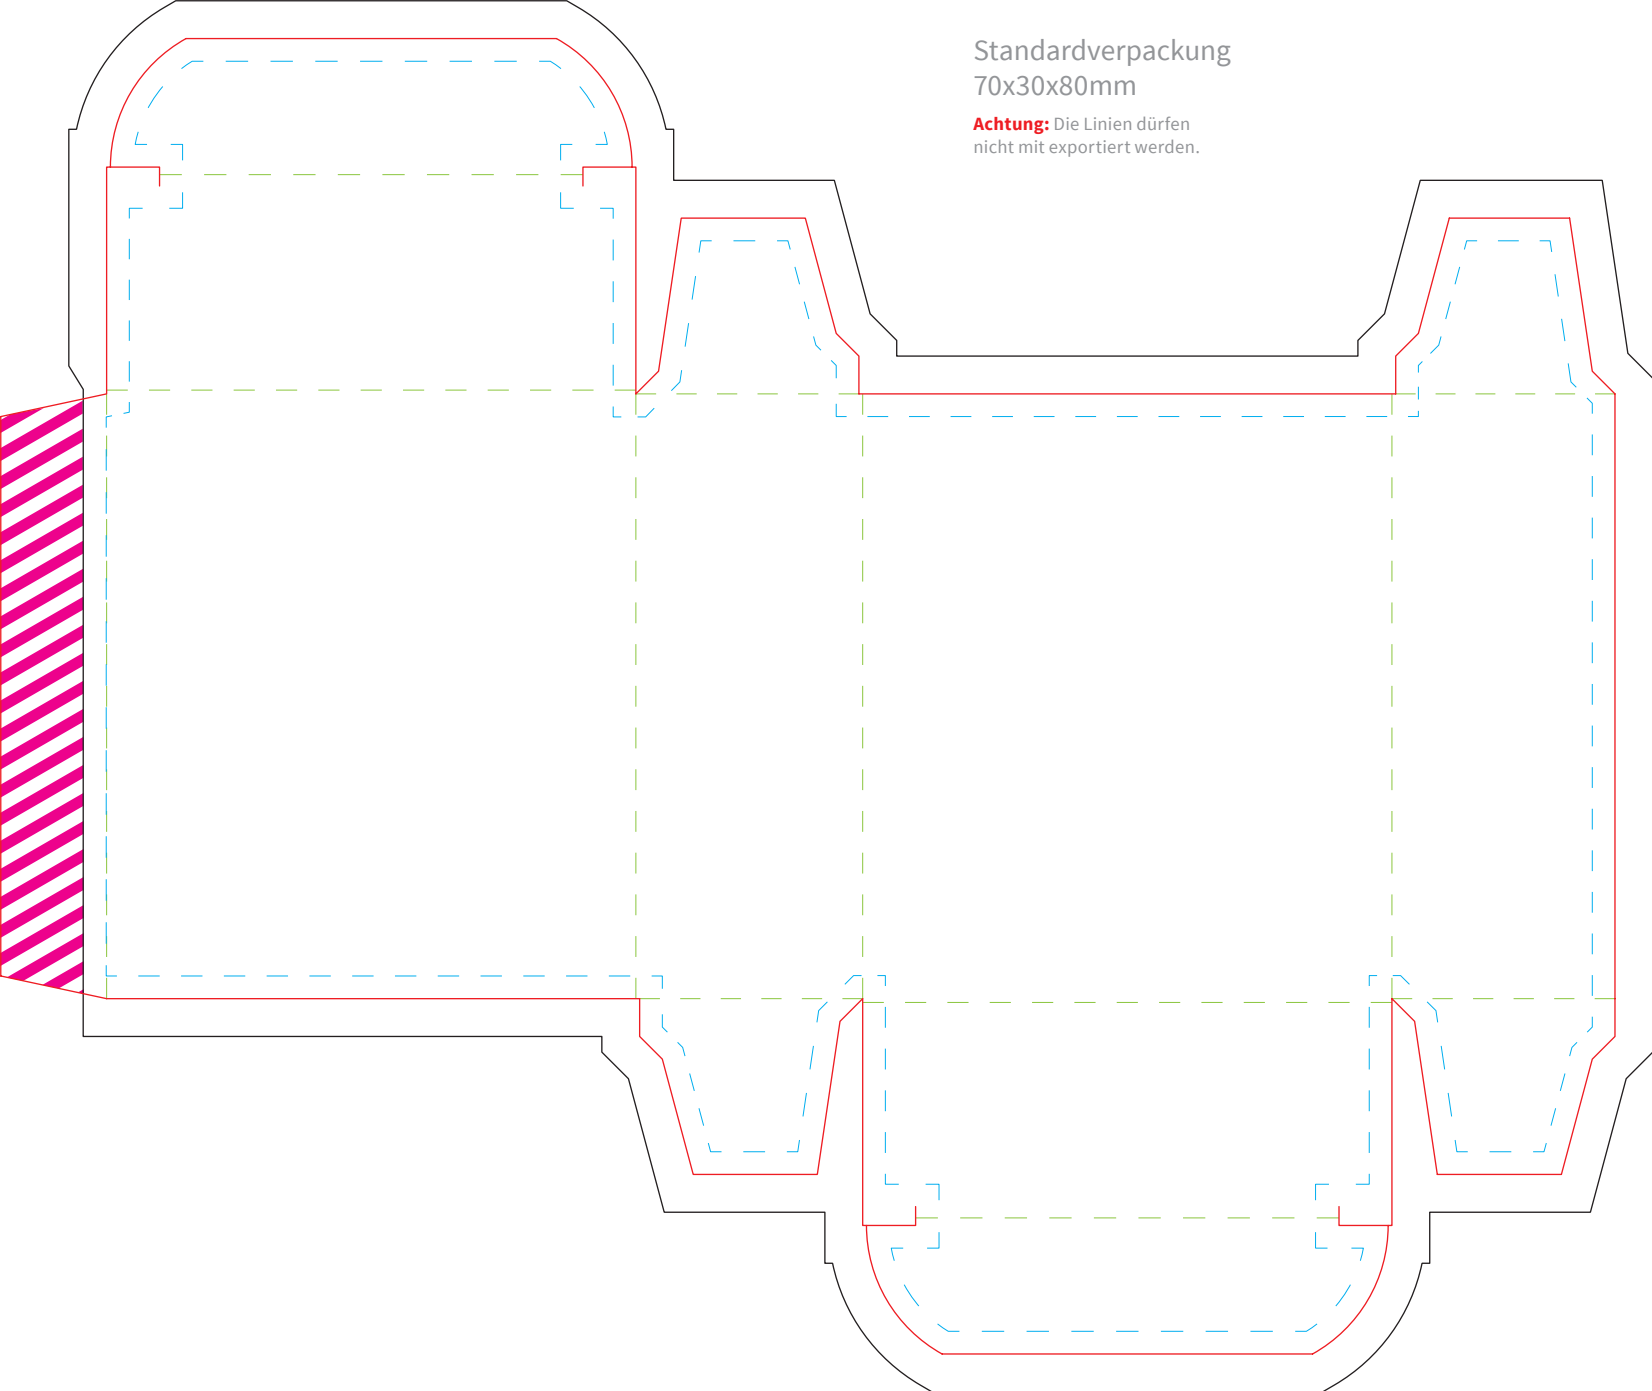 Standardverpackung
70x30x80mm
Achtung: Die Linien dürfen
nicht mit exportiert werden.